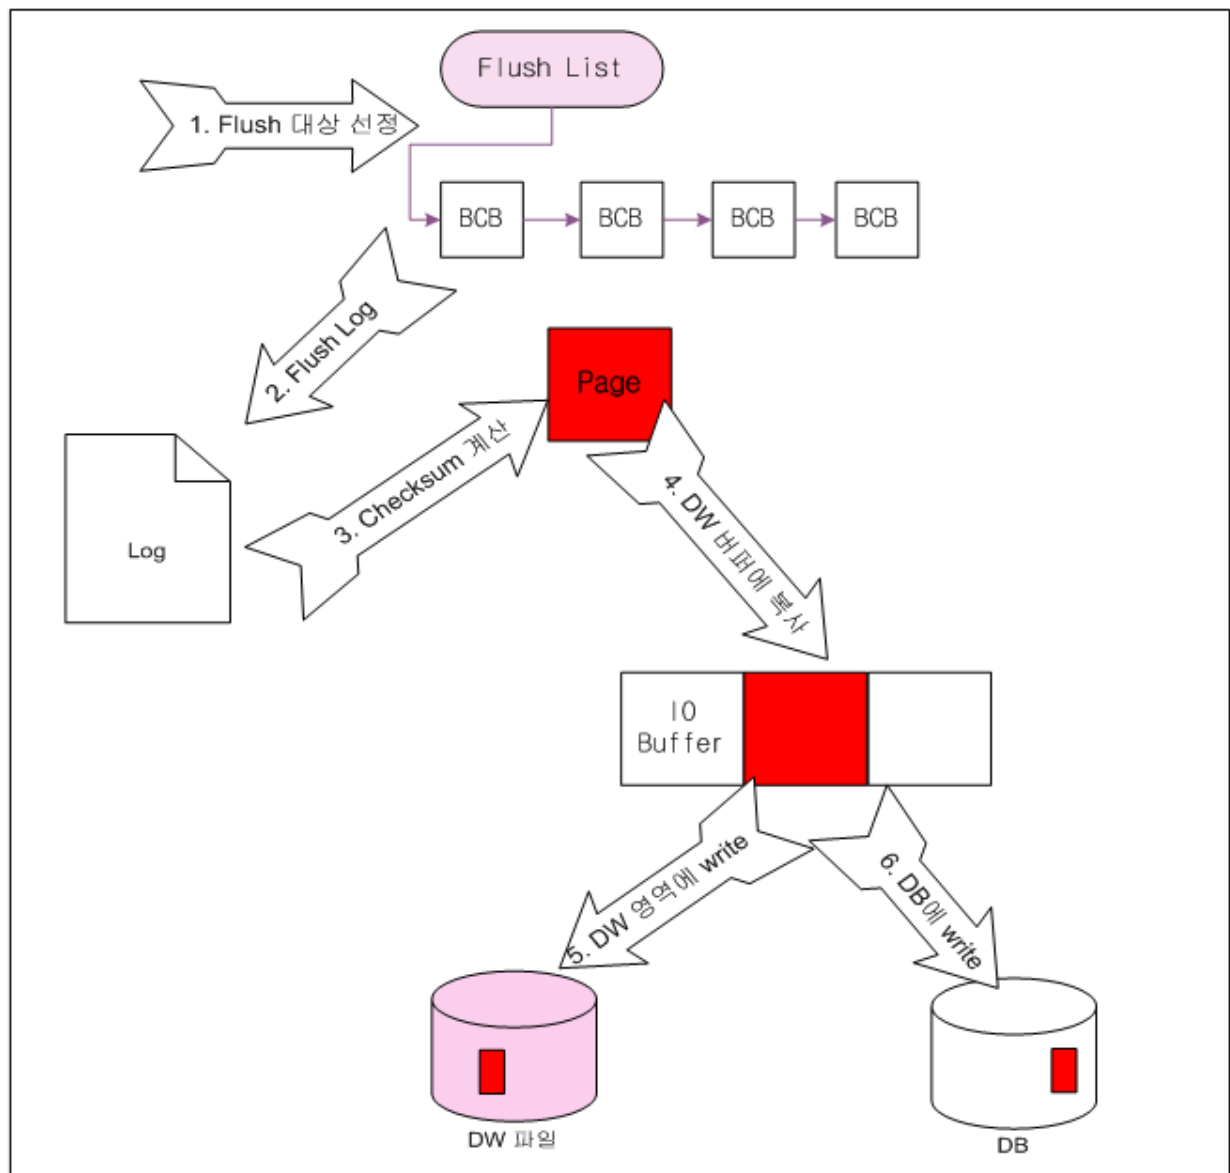 Flush List
1. Flush 대상 선정
BCB
BCB
BCB
BCB
2. Flush Log
Page
3. Checksum 계산
Log
4. DW 버퍼에 복사
IO
Buffer
5. DW 영역에 write
6. DB에 write
DW 파일
DB